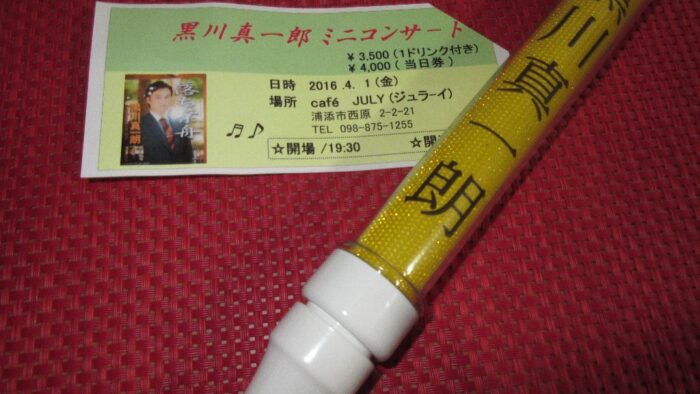 黒川真一郎 ミニコンサート
¥3,500(1ドリンク付き)
¥4,000(当日券)
日時 2016 .4. 1(金)
場所 café JULY(ジュラーイ)
浦添市西原 2-2-21
TEL 098-875-1255
☆開場 /19:30 ☆開
川真一朗